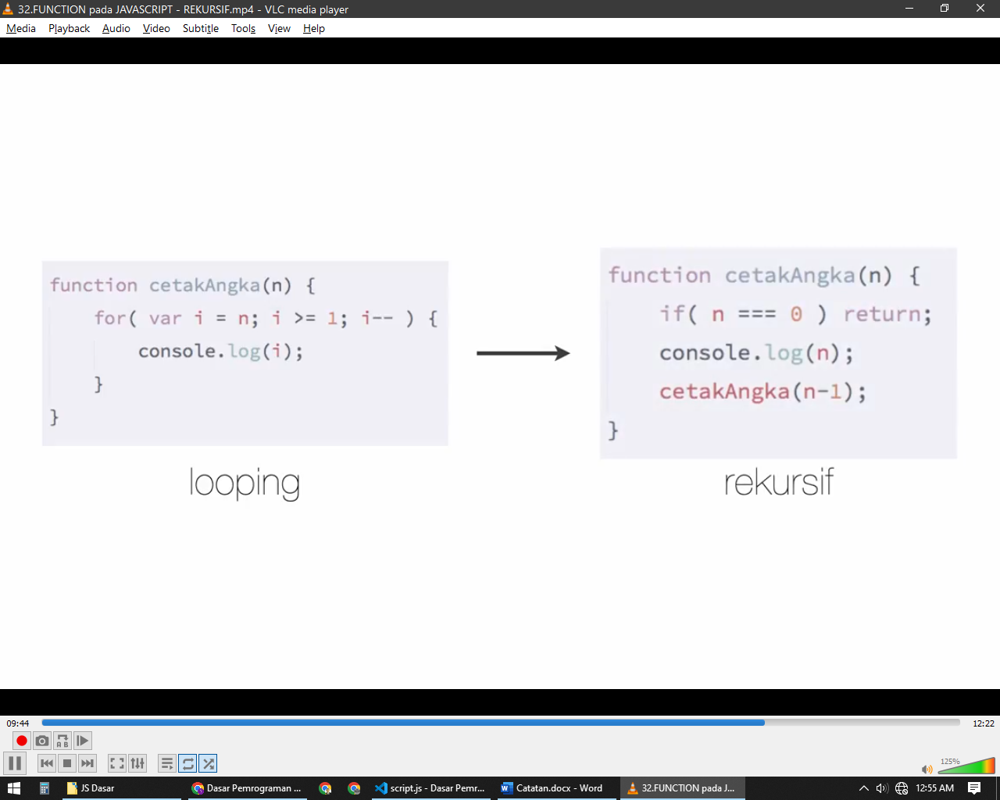 32.FUNCTION pada JAVASCRIPT - REKURSIF.mp4 - VLC media player
Media Playback Audio Video Subtitle Tools View Help
function cetakAngka(n) {
for( var i = n; i >= 1; i-- ) {
console.log(i);
}
}
looping
function cetakAngka(n) {
if( n === 0 ) return;
console.log(n);
cetakAngka(n-1);
}
rekursif
09:44
12:22
A B
125%
JS Dasar
Dasar Pemrograman ...
script.js - Dasar Pemr...
Catatan.docx - Word
32.FUNCTION pada J...
12:55 AM